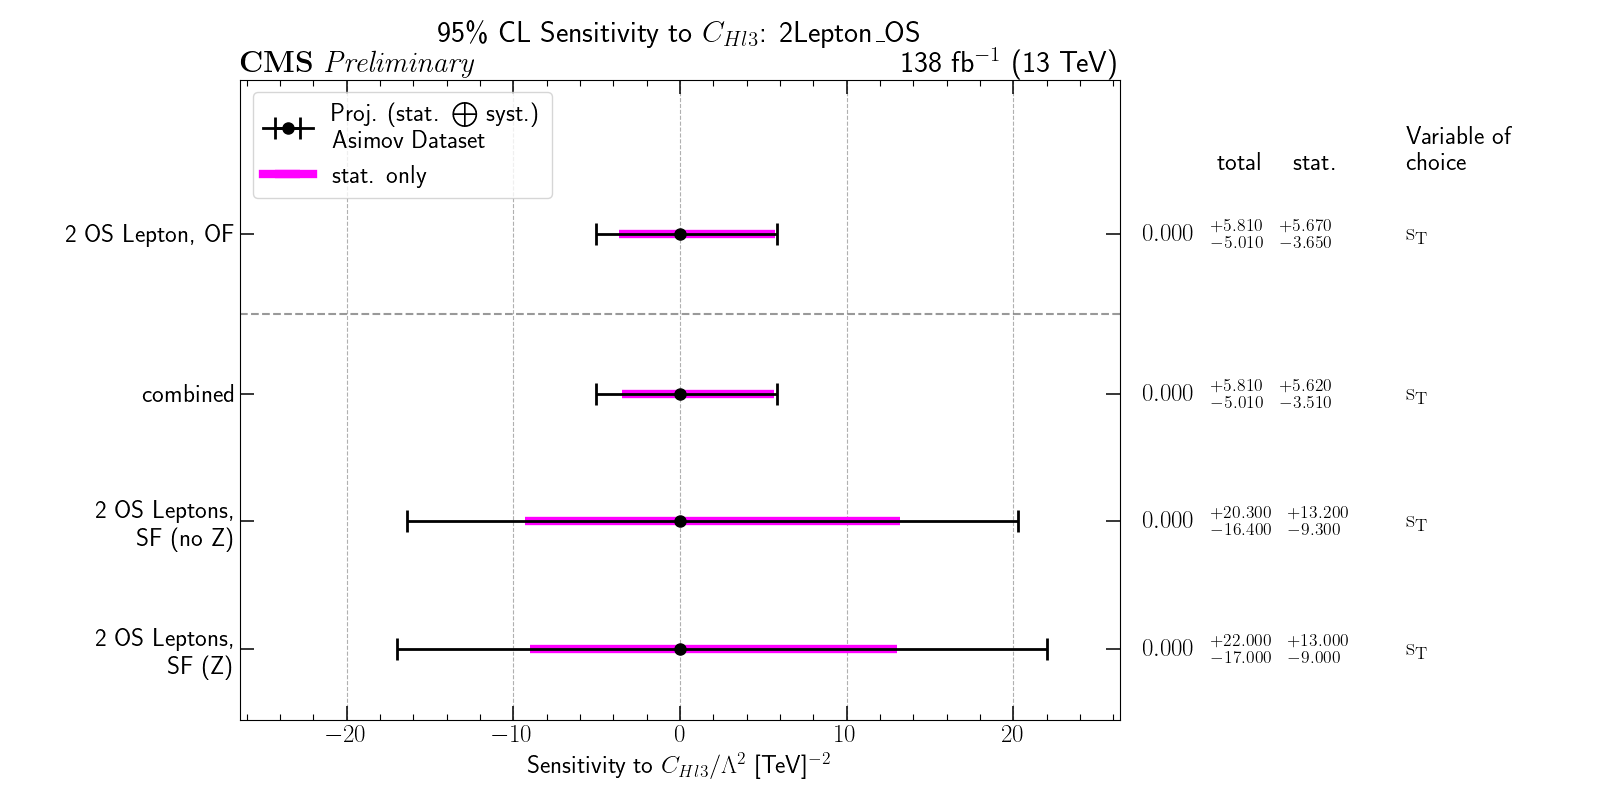 95% CL Sensitivity to C_{Hl3}: 2Lepton_OS
CMS Preliminary 138 fb⁻¹ (13 TeV)
Proj. (stat. ⊕ syst.)
Asimov Dataset
stat. only
total stat. Variable of
choice
2 OS Lepton, OF 0.000 +5.810 −5.010 +5.670 −3.650 s_T
combined 0.000 +5.810 −5.010 +5.620 −3.510 s_T
2 OS Leptons,
SF (no Z) 0.000 +20.300 −16.400 +13.200 −9.300 s_T
2 OS Leptons,
SF (Z) 0.000 +22.000 −17.000 +13.000 −9.000 s_T
−20 −10 0 10 20
Sensitivity to C_{Hl3}/Λ² [TeV]⁻²